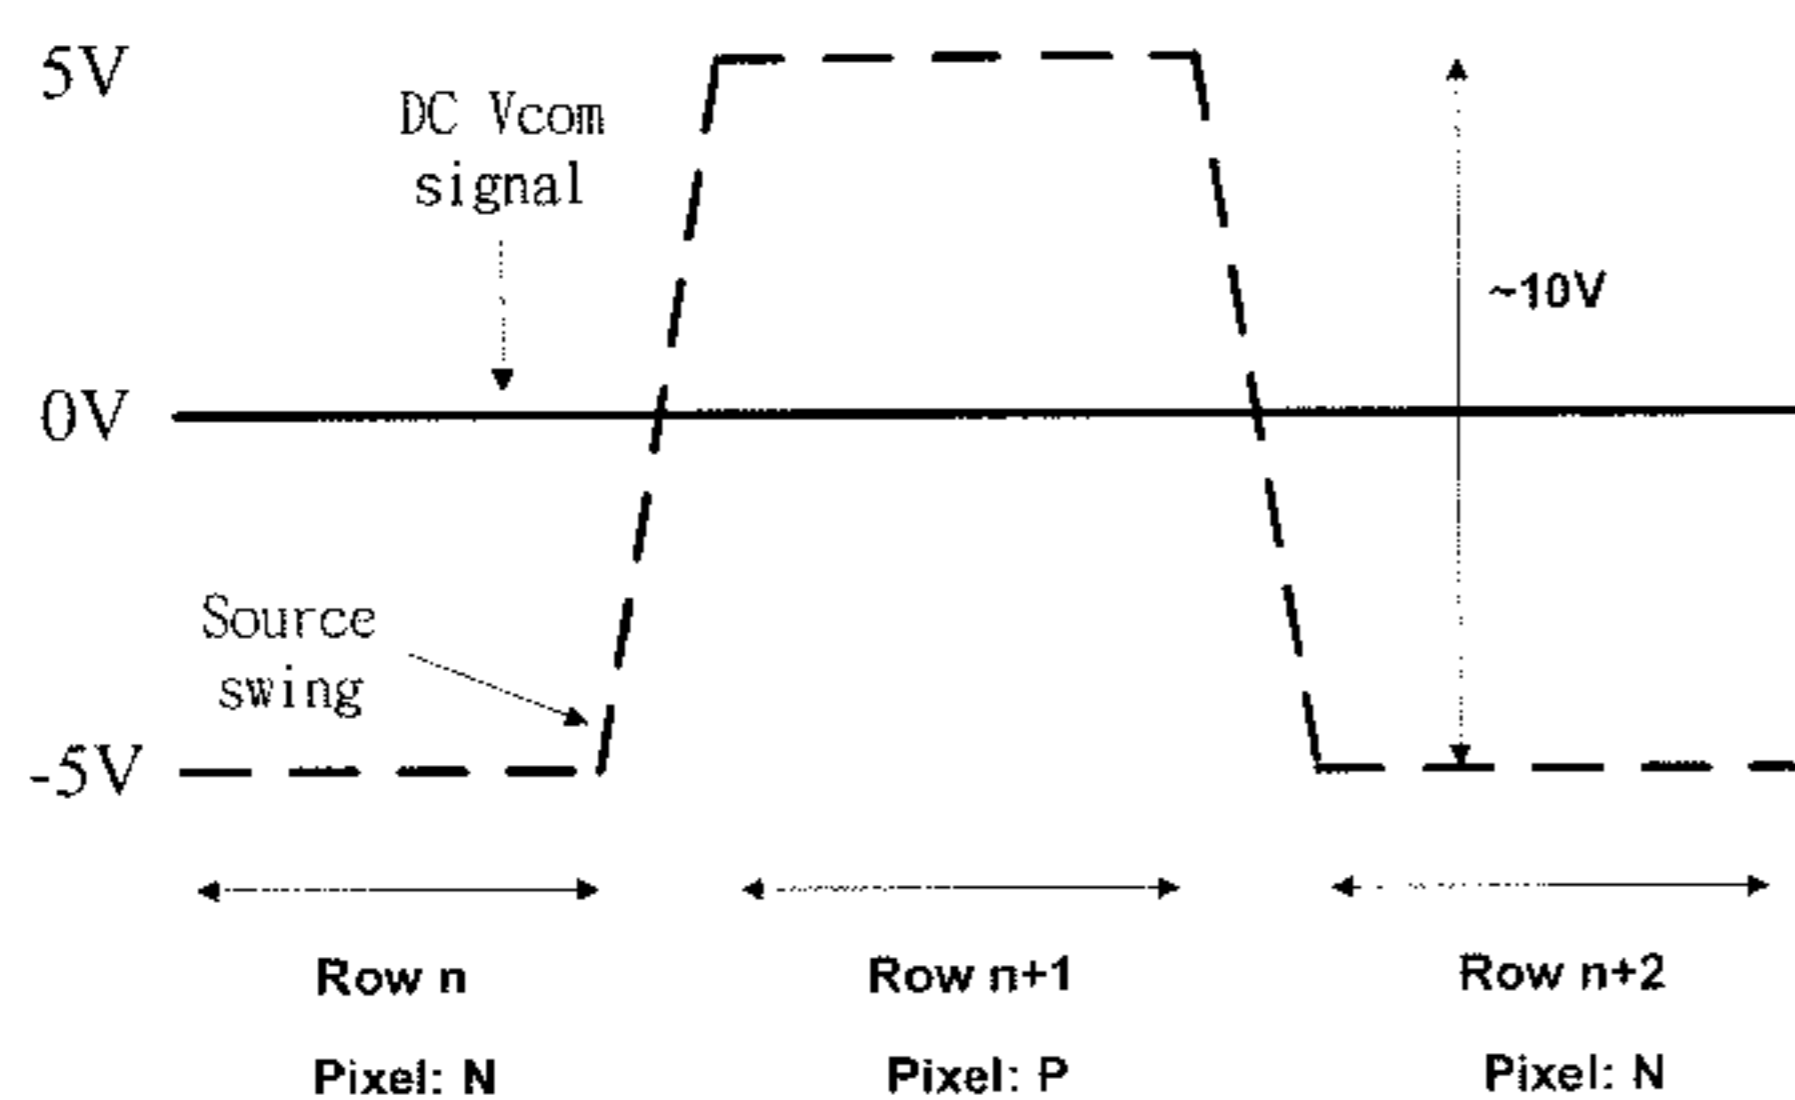 5V
DC Vcom
signal
~10V
0V
Source
swing
-5V
Row n
Row n+1
Row n+2
Pixel: N
Pixel: P
Pixel: N